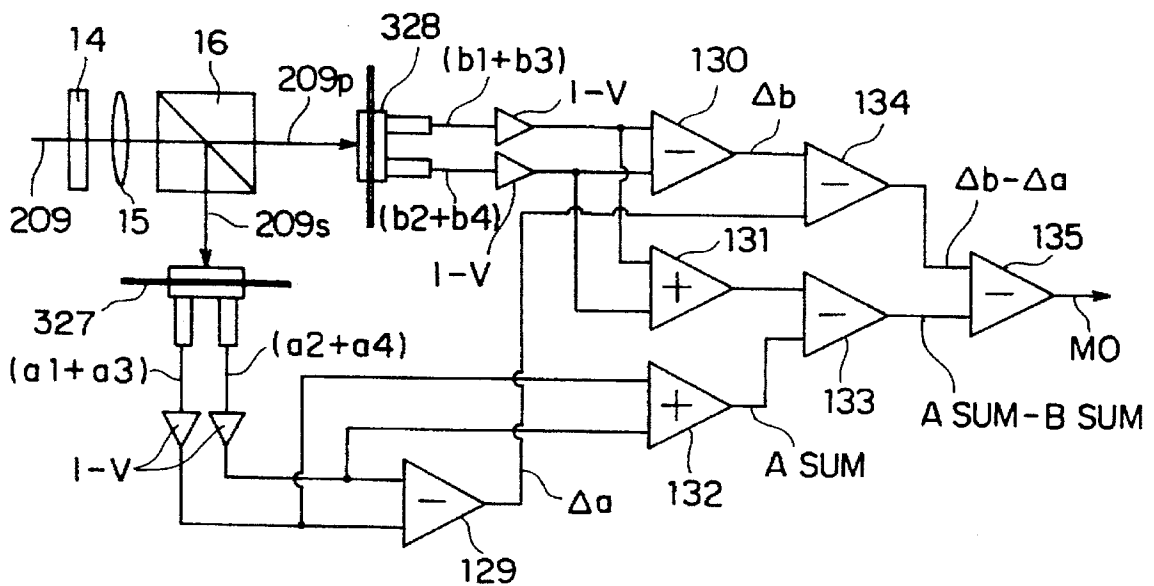 14
16
328
(b1+b3)
130
209p
I-V
Δb
134
209
15
209s
(b2+b4)
I-V
Δb-Δa
131
135
327
(a1+a3)
(a2+a4)
MO
133
A SUM-B SUM
I-V
A SUM
132
Δa
129